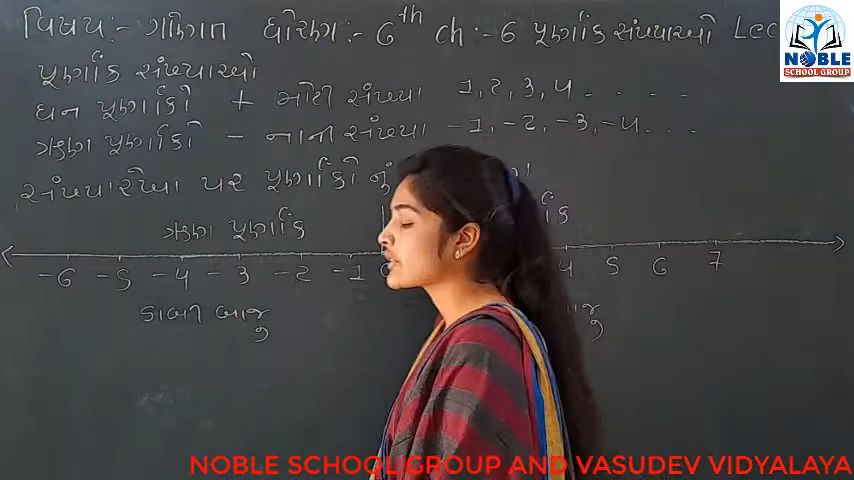 વિષય:- ગણિત ધોરણ:- 6th ch:- 6 પૂર્ણાંક સંખ્યાઓ Lec
NOBLE
SCHOOL GROUP
પૂર્ણાંક સંખ્યાઓ
ધન પૂર્ણાંકો + મોટી સંખ્યા 1, 2, 3, 4 . . . . .
ઋણ પૂર્ણાંકો - નાની સંખ્યા -1, -2, -3, -4 . . .
સંખ્યારેખા પર પૂર્ણાંકો નું
ઋણ પૂર્ણાંક
-6 -5 -4 -3 -2 -1 4 5 6 7
ડાબી બાજુ
NOBLE SCHOOL GROUP AND VASUDEV VIDYALAYA